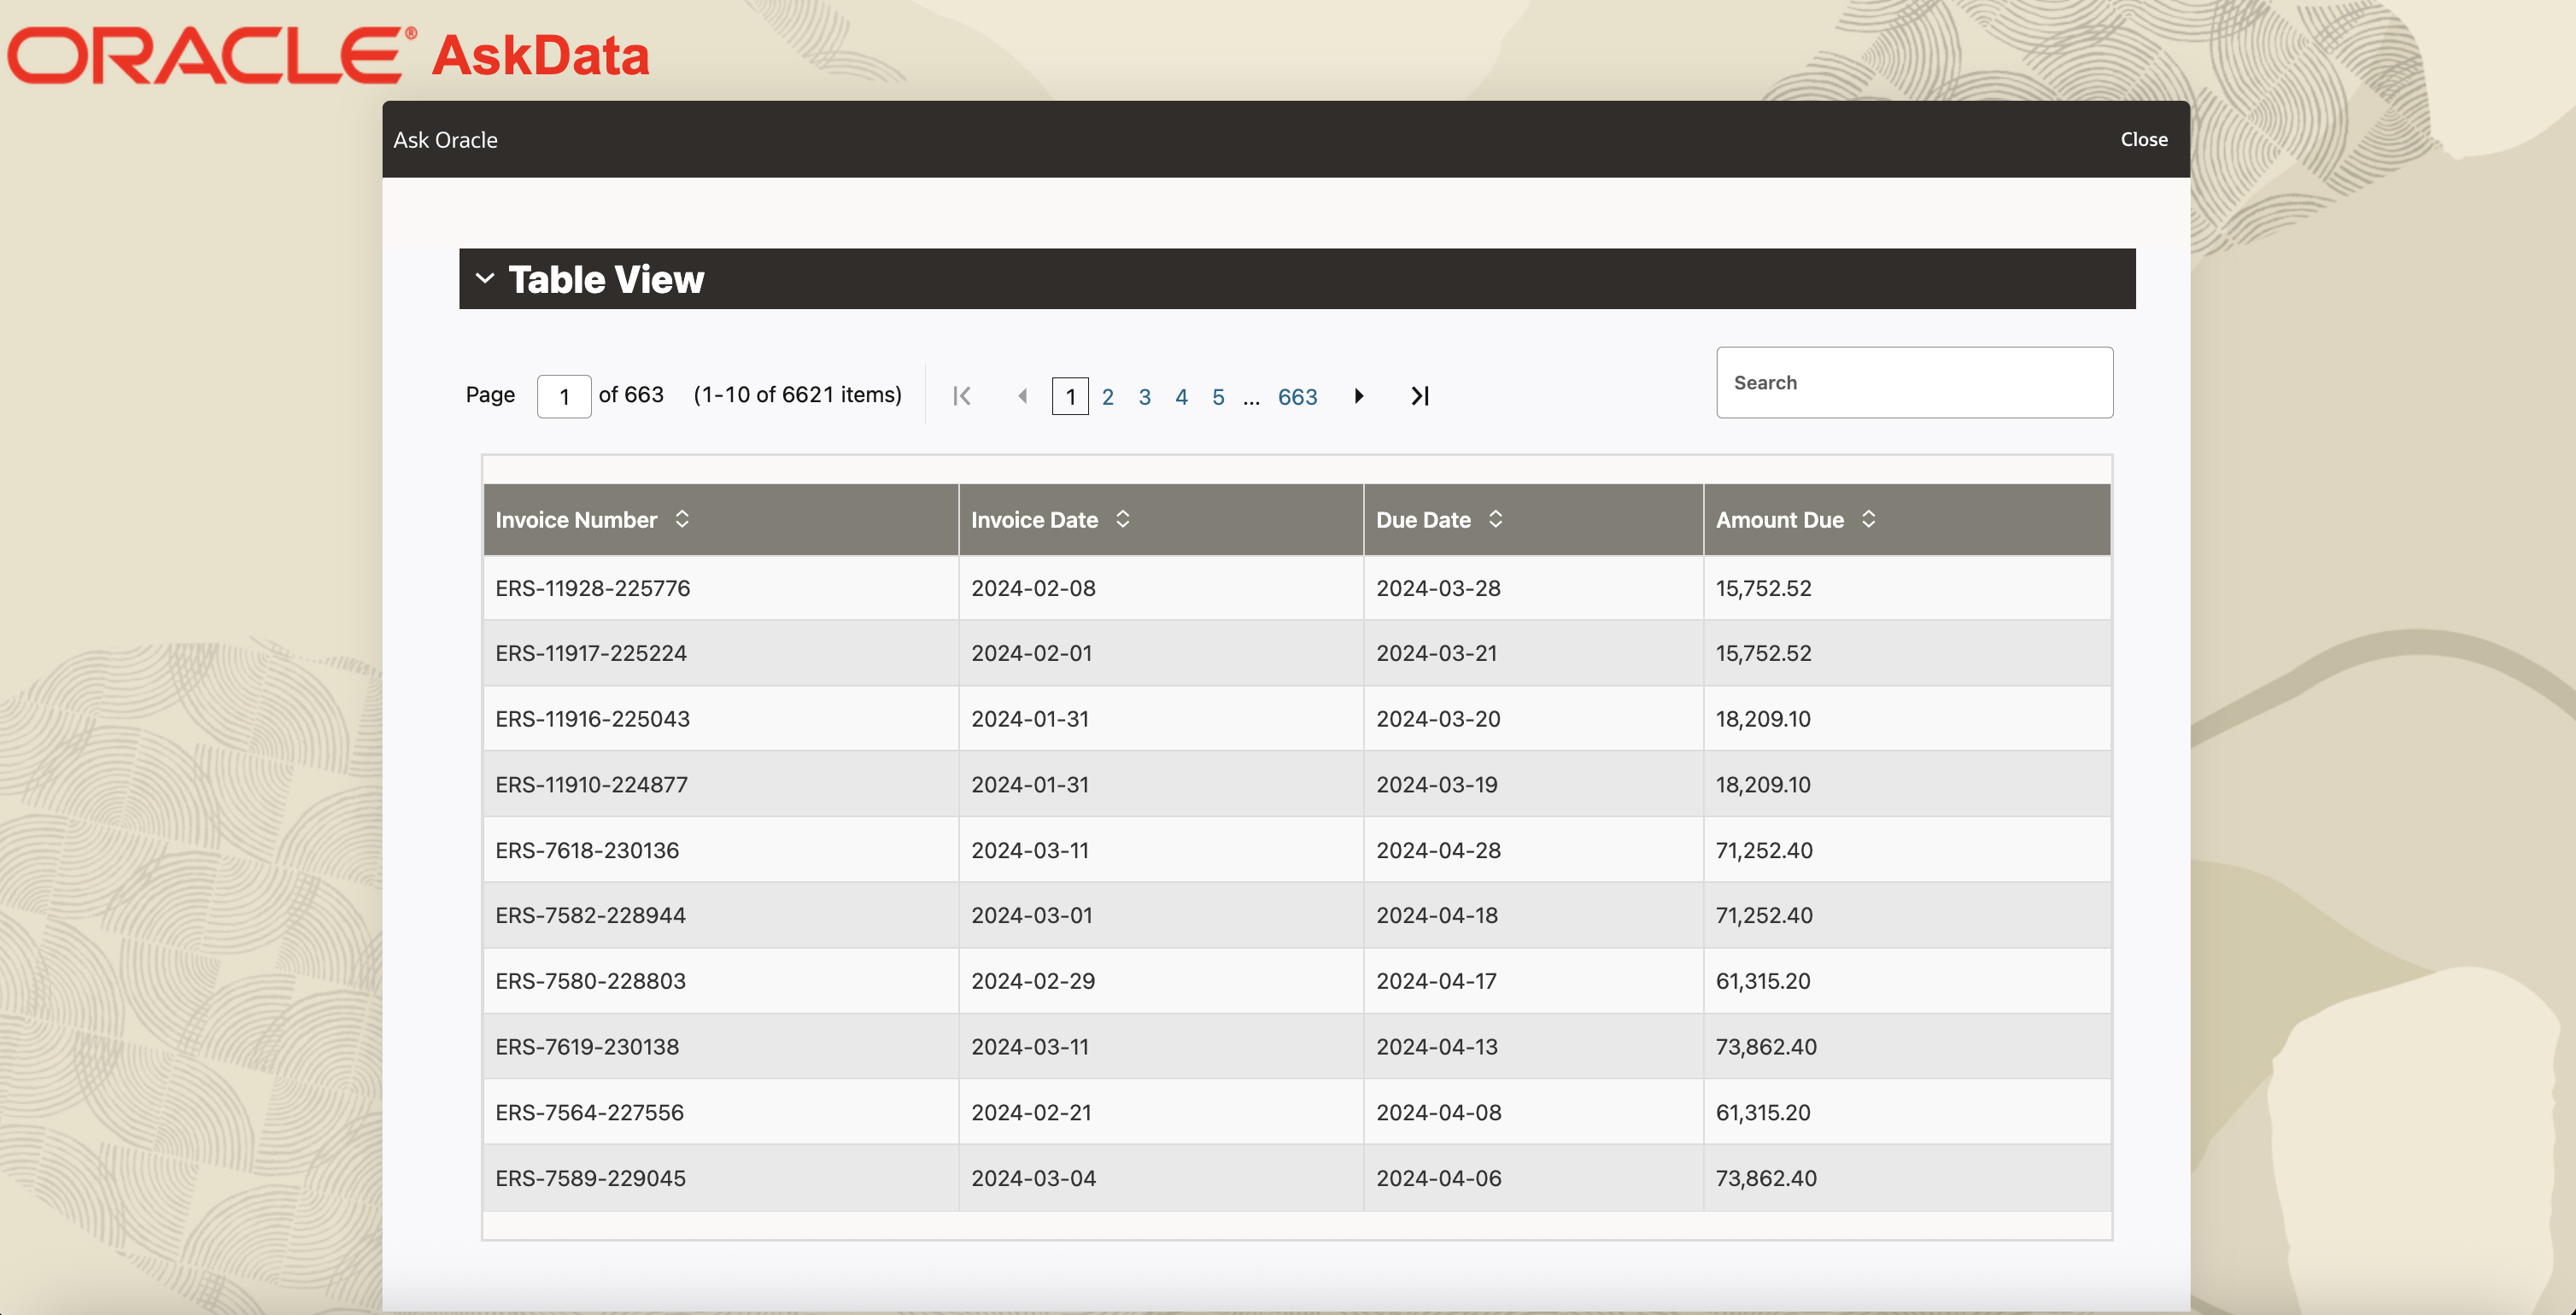 ORACLE® AskData
Ask Oracle Close
Table View
Page 1 of 663 (1-10 of 6621 items) 1 2 3 4 5 ... 663 Search
Invoice Number Invoice Date Due Date Amount Due
ERS-11928-225776 2024-02-08 2024-03-28 15,752.52
ERS-11917-225224 2024-02-01 2024-03-21 15,752.52
ERS-11916-225043 2024-01-31 2024-03-20 18,209.10
ERS-11910-224877 2024-01-31 2024-03-19 18,209.10
ERS-7618-230136 2024-03-11 2024-04-28 71,252.40
ERS-7582-228944 2024-03-01 2024-04-18 71,252.40
ERS-7580-228803 2024-02-29 2024-04-17 61,315.20
ERS-7619-230138 2024-03-11 2024-04-13 73,862.40
ERS-7564-227556 2024-02-21 2024-04-08 61,315.20
ERS-7589-229045 2024-03-04 2024-04-06 73,862.40